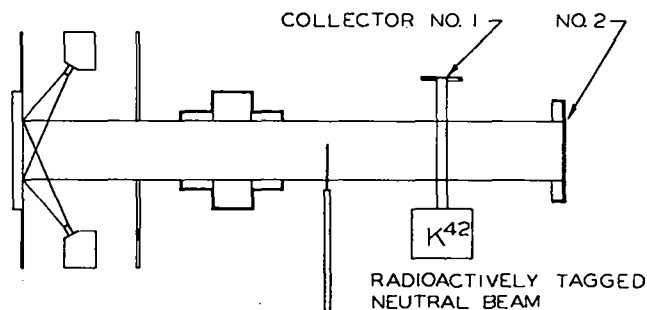 COLLECTOR NO. 1
NO. 2
K42
RADIOACTIVELY TAGGED
NEUTRAL BEAM